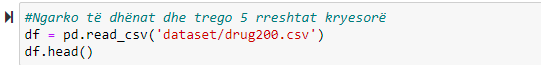 #Ngarko të dhënat dhe trego 5 rreshtat kryesorë
df = pd.read_csv('dataset/drug200.csv')
df.head()